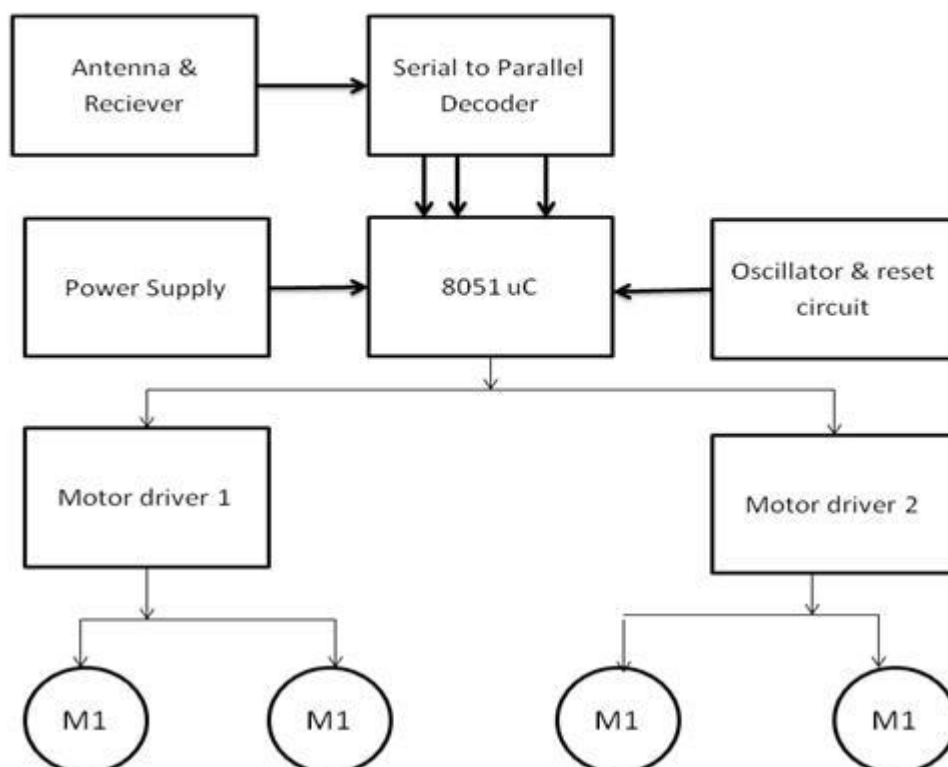 Antenna &
Reciever
Serial to Parallel
Decoder
Power Supply
8051 uC
Oscillator & reset
circuit
Motor driver 1
Motor driver 2
M1
M1
M1
M1